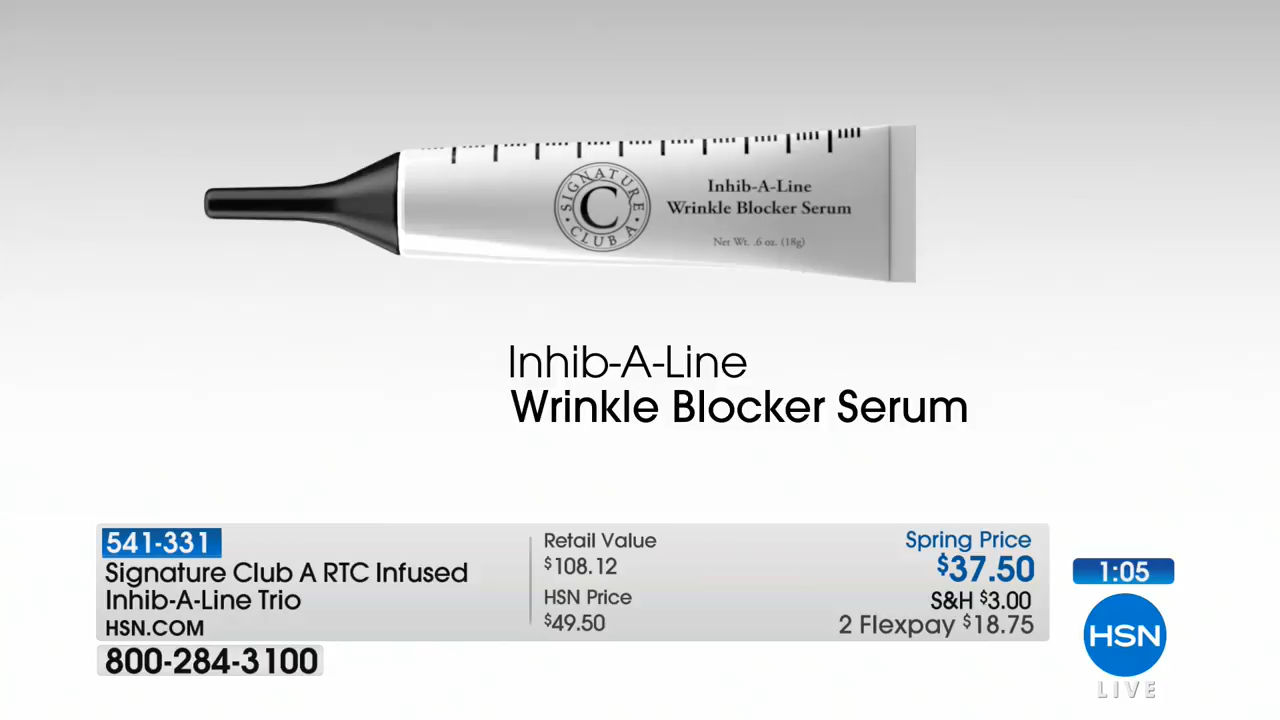 SIGNATURE CLUB A
C
Inhib-A-Line
Wrinkle Blocker Serum
Net Wt. .6 oz. (18g)
Inhib-A-Line
Wrinkle Blocker Serum
541-331
Signature Club A RTC Infused
Inhib-A-Line Trio
HSN.COM
800-284-3100
Retail Value
$108.12
HSN Price
$49.50
Spring Price
$37.50
S&H $3.00
2 Flexpay $18.75
1:05
HSN
LIVE